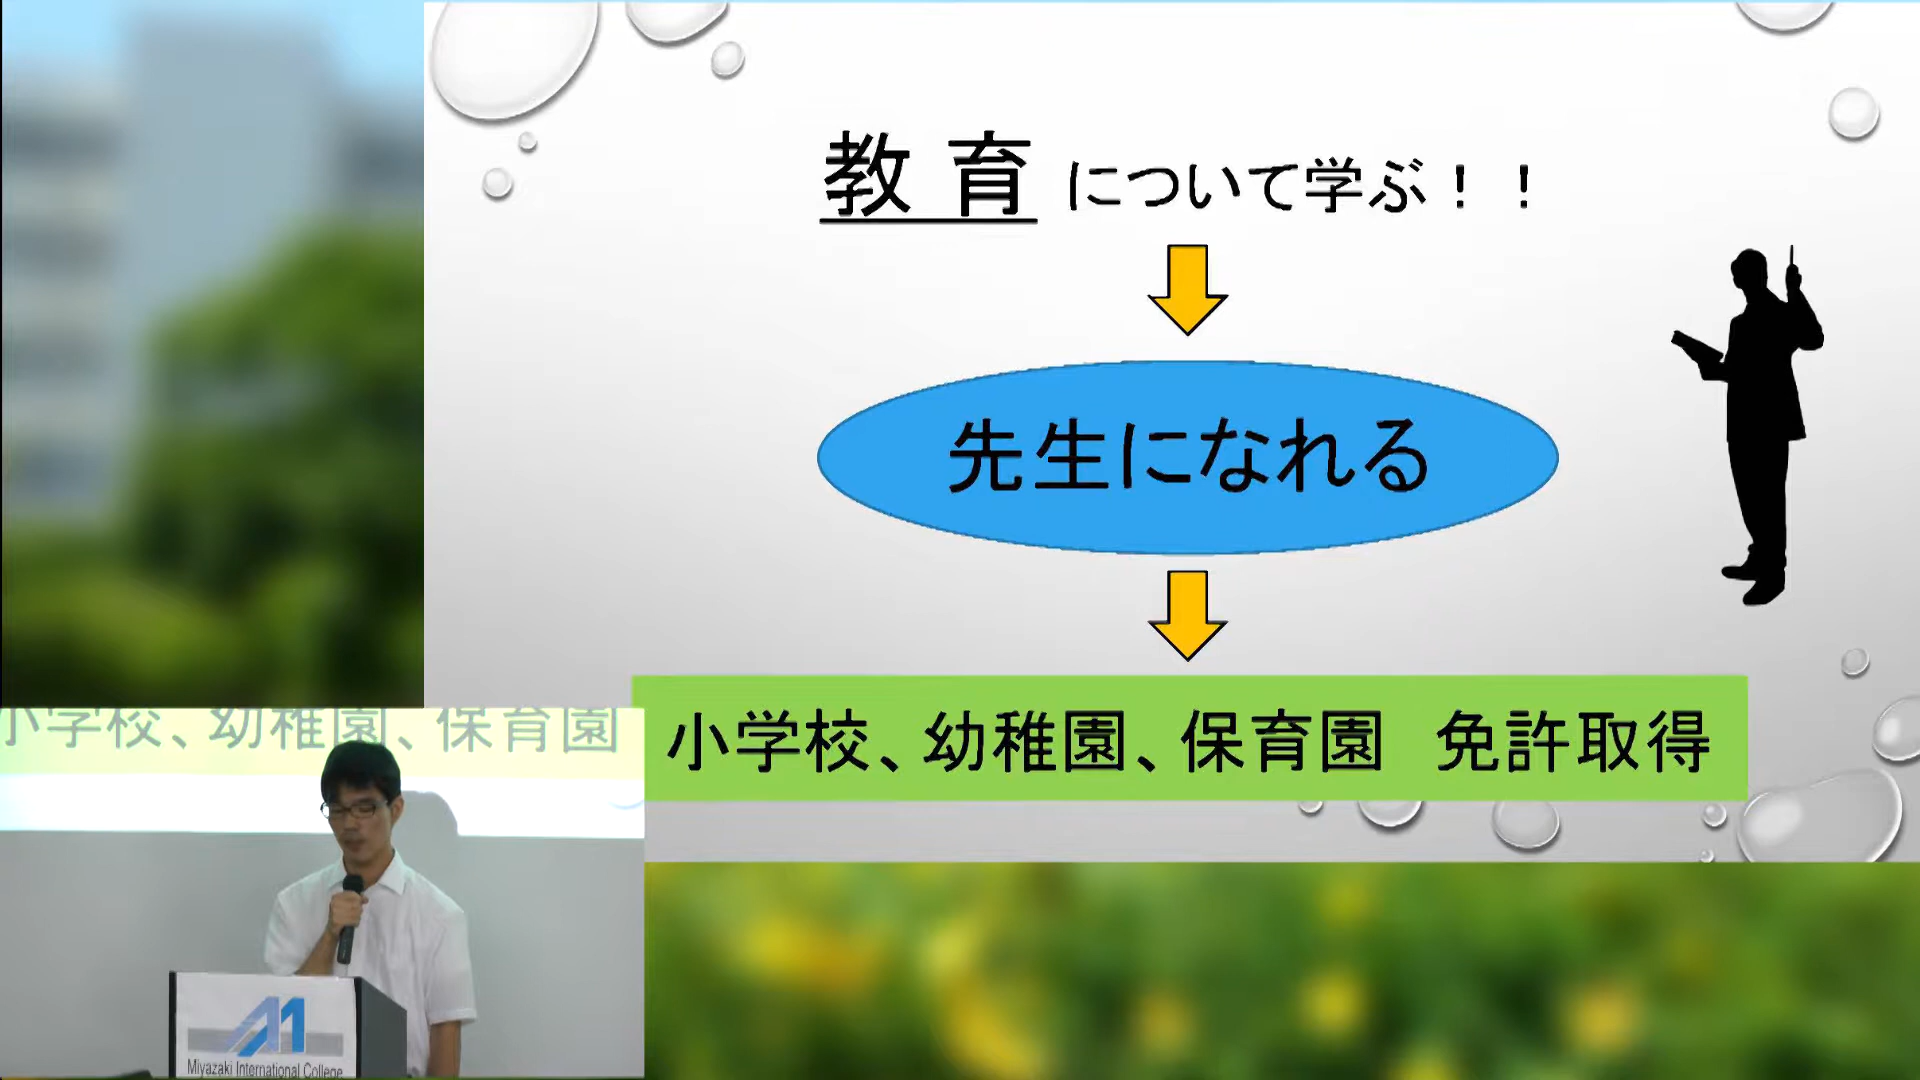 教育について学ぶ！！
先生になれる
小学校、幼稚園、保育園　免許取得
小学校、幼稚園、保育園
Miyazaki International College